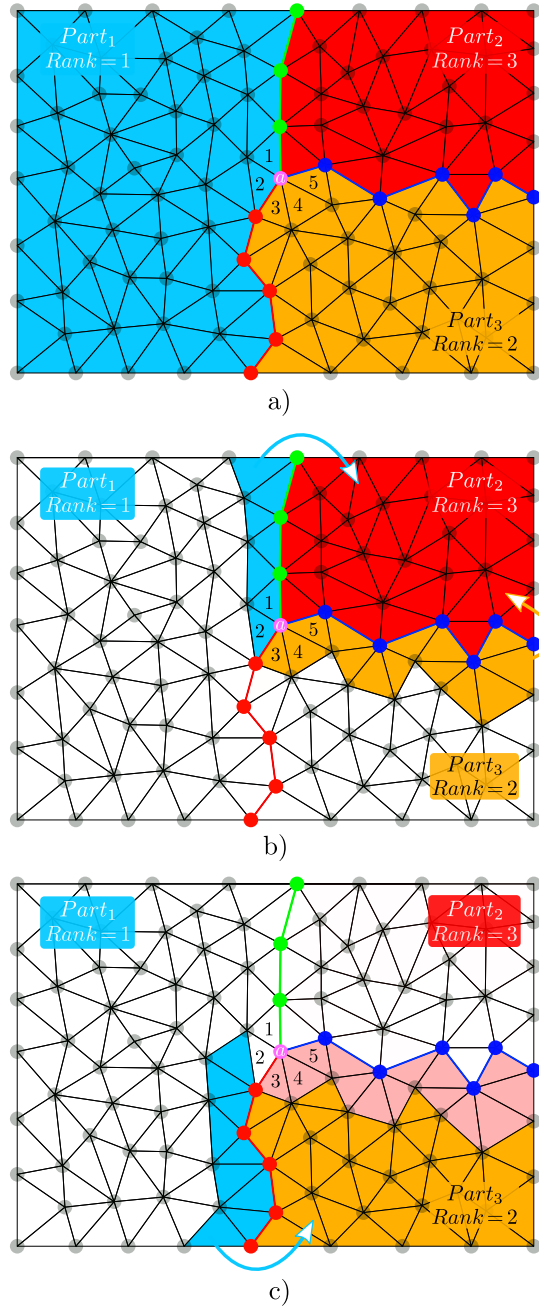 Part₁
Rank = 1
Part₂
Rank = 3
1
2
a
5
3
4
Part₃
Rank = 2
a)
Part₁
Rank = 1
Part₂
Rank = 3
1
2
a
5
3
4
Part₃
Rank = 2
b)
Part₁
Rank = 1
Part₂
Rank = 3
1
2
a
5
3
4
Part₃
Rank = 2
c)